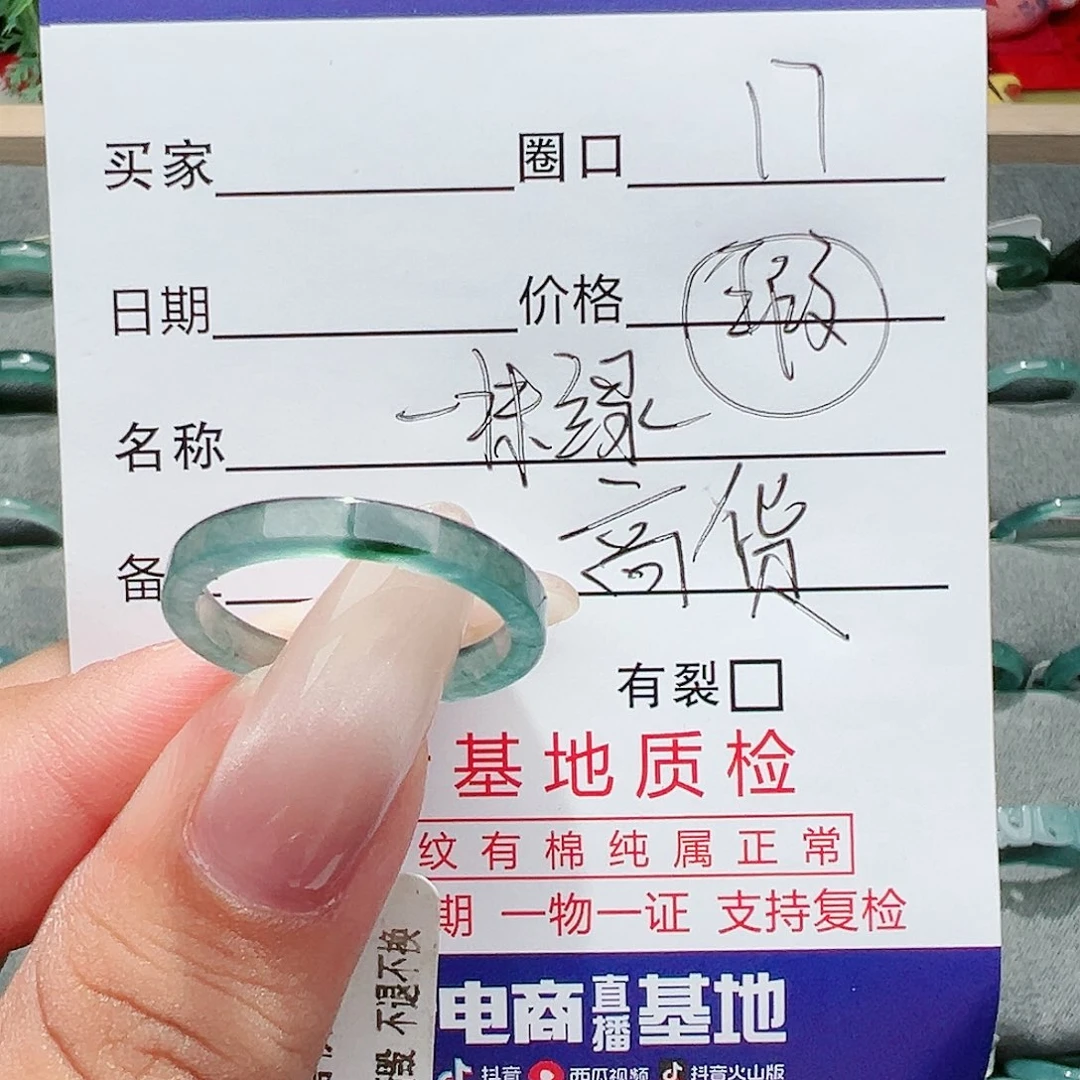 买家 圈口 17
日期 价格 瑕
名称 一抹绿
备 高货
有裂
基地质检
纹有棉纯属正常
期 一物一证 支持复检
不退不换
毁
电商直播基地
抖音 西瓜视频 抖音火山版